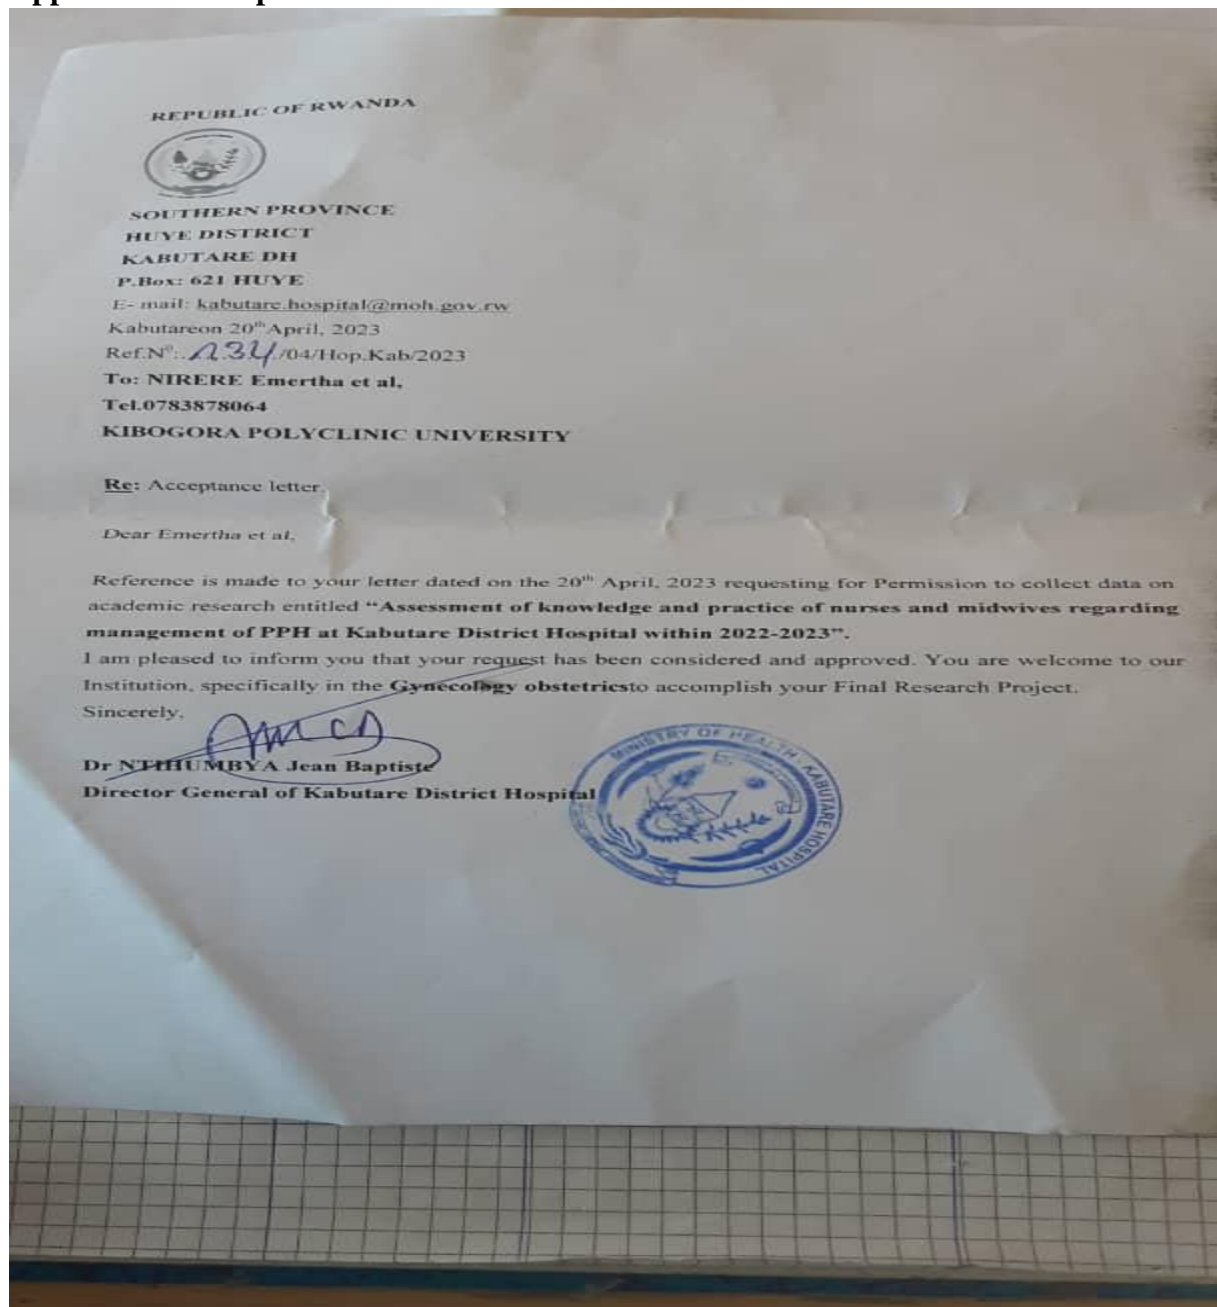 REPUBLIC OF RWANDA
SOUTHERN PROVINCE
HUYE DISTRICT
KABUTARE DH
P.Box: 621 HUYE
E- mail: kabutare.hospital@moh.gov.rw
Kabutareon 20th April, 2023
Ref.N°:.134./04/Hop.Kab/2023
To: NIRERE Emertha et al,
Tel.0783878064
KIBOGORA POLYCLINIC UNIVERSITY
Re: Acceptance letter.
Dear Emertha et al,
Reference is made to your letter dated on the 20th April, 2023 requesting for Permission to collect data on
academic research entitled “Assessment of knowledge and practice of nurses and midwives regarding
management of PPH at Kabutare District Hospital within 2022-2023”.
I am pleased to inform you that your request has been considered and approved. You are welcome to our
Institution, specifically in the Gynecology obstetricsto accomplish your Final Research Project.
Sincerely.
Dr NTIHUMBYA Jean Baptiste
Director General of Kabutare District Hospital
MINISTRY OF HEALTH - KABUTARE HOSPITAL